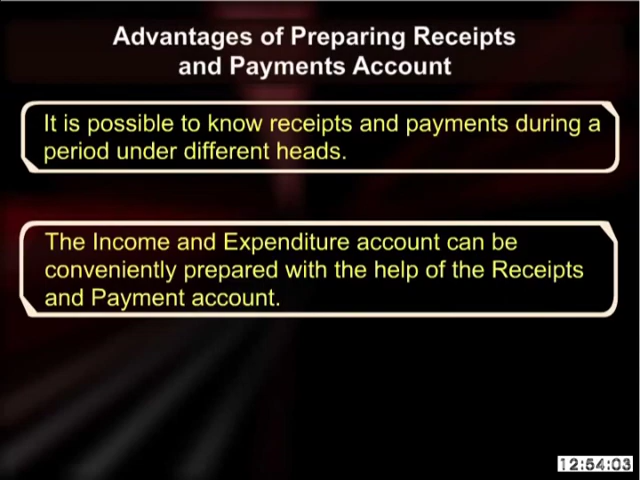 Advantages of Preparing Receipts
and Payments Account
It is possible to know receipts and payments during a
period under different heads.
The Income and Expenditure account can be
conveniently prepared with the help of the Receipts
and Payment account.
12:54:03